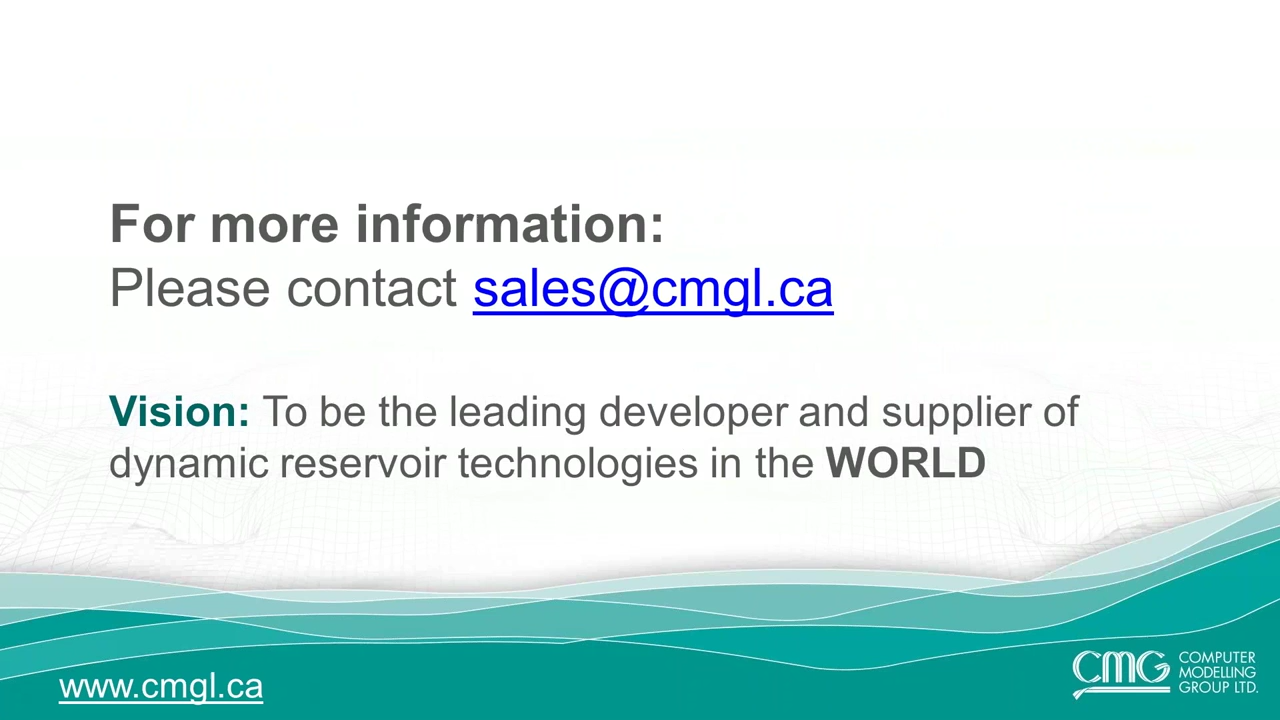 For more information:
Please contact sales@cmgl.ca
Vision: To be the leading developer and supplier of
dynamic reservoir technologies in the WORLD
www.cmgl.ca
CMG
COMPUTER
MODELLING
GROUP LTD.